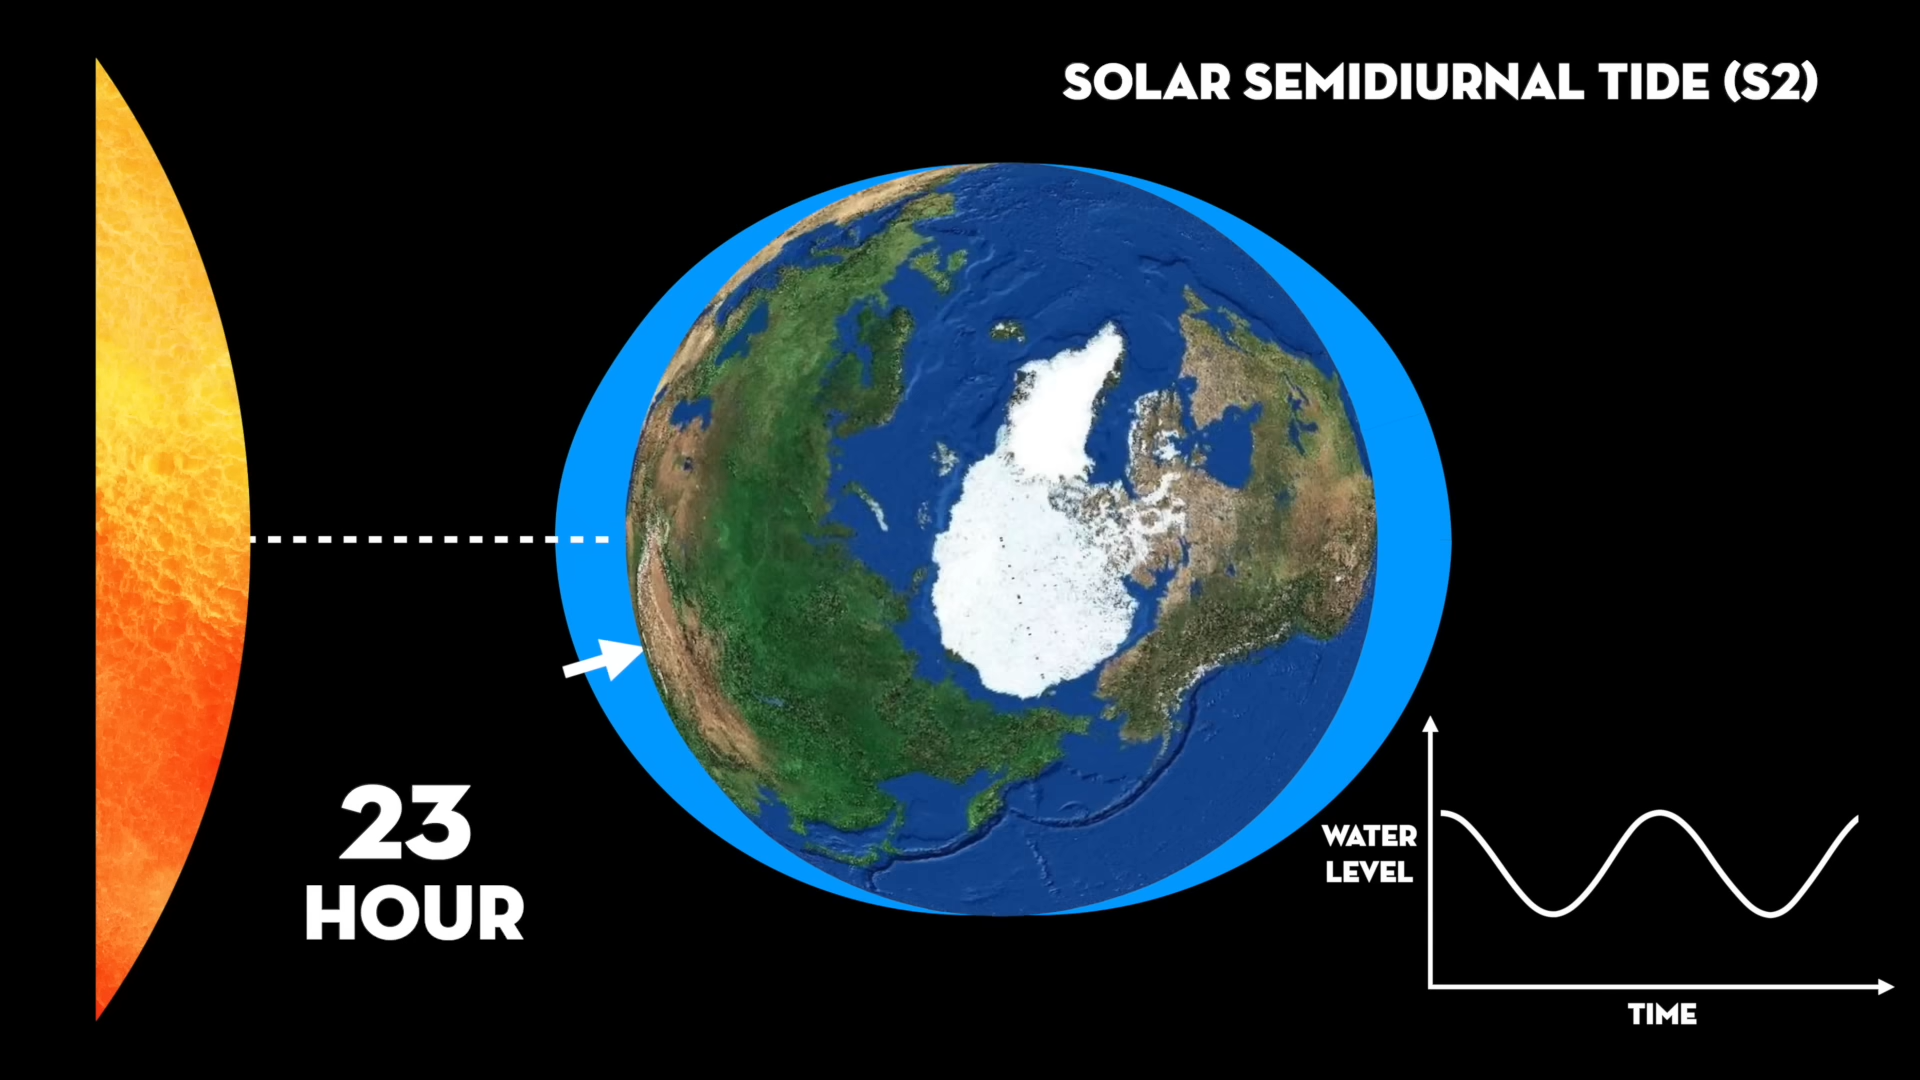 SOLAR SEMIDIURNAL TIDE (S2)
23
HOUR
WATER
LEVEL
TIME